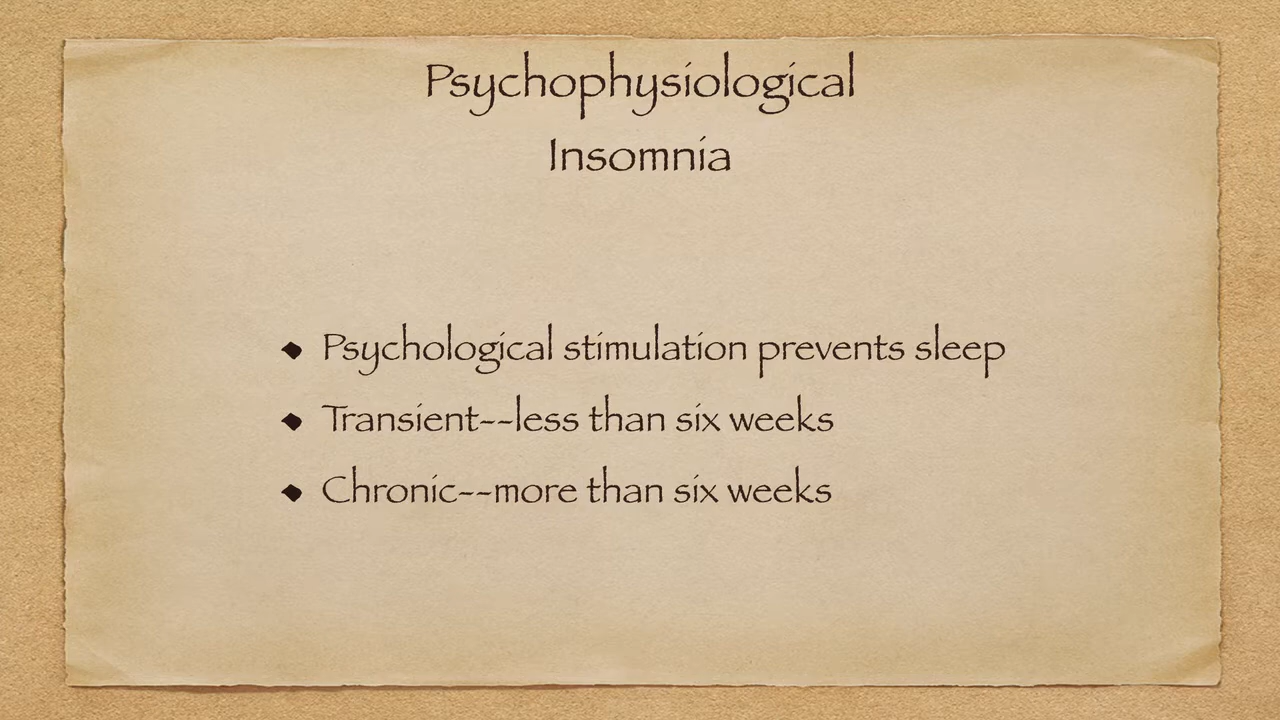 Psychophysiological
Insomnia
◆ Psychological stimulation prevents sleep
◆ Transient--less than six weeks
◆ Chronic--more than six weeks